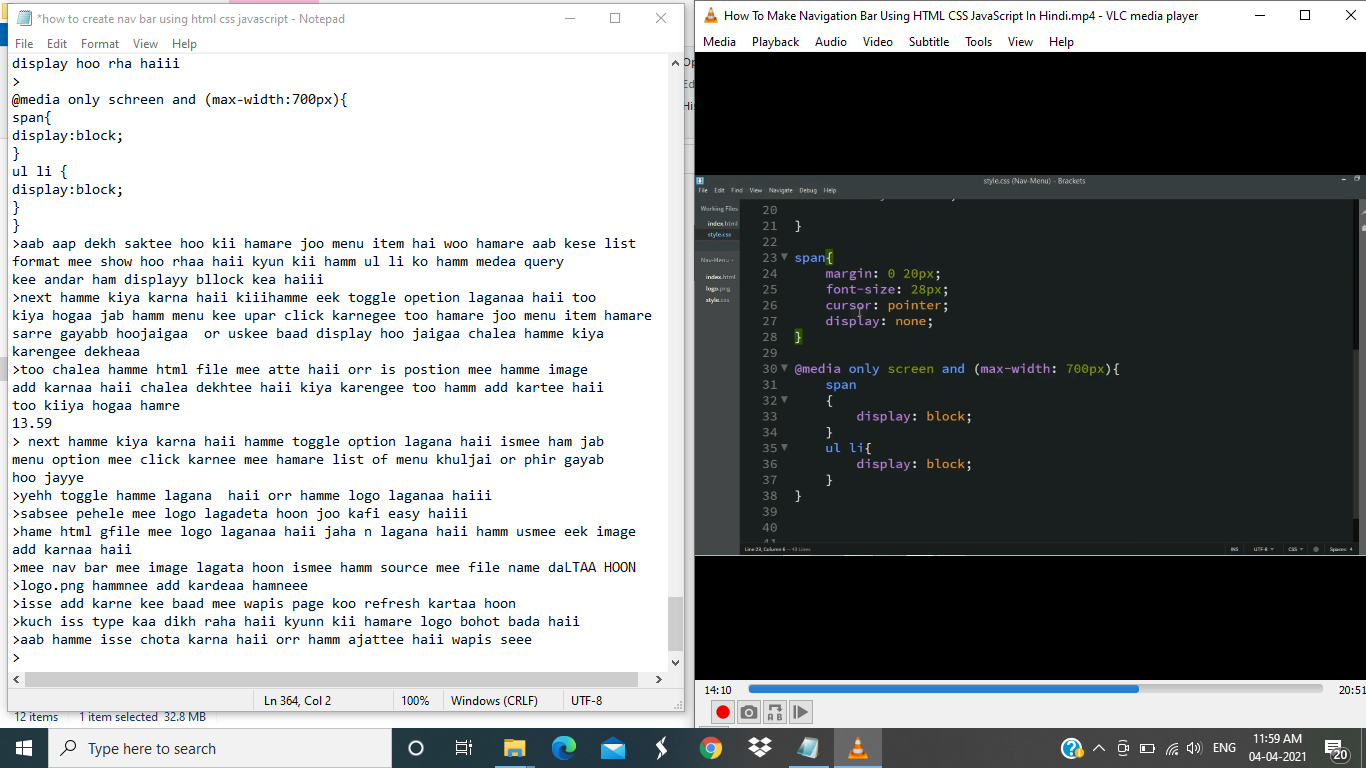 *how to create nav bar using html css javascript - Notepad
File Edit Format View Help
display hoo rha haiii
>
@media only schreen and (max-width:700px){
span{
display:block;
}
ul li {
display:block;
}
}
>aab aap dekh saktee hoo kii hamare joo menu item hai woo hamare aab kese list
format mee show hoo rhaa haii kyun kii hamm ul li ko hamm medea query
kee andar ham displayy bllock kea haiii
>next hamme kiya karna haii kiiihamme eek toggle opetion laganaa haii too
kiya hogaa jab hamm menu kee upar click karnegee too hamare joo menu item hamare
sarre gayabb hoojaigaa  or uskee baad display hoo jaigaa chalea hamme kiya
karengee dekheaa
>too chalea hamme html file mee atte haii orr is postion mee hamme image
add karnaa haii chalea dekhtee haii kiya karengee too hamm add kartee haii
too kiiya hogaa hamre
13.59
> next hamme kiya karna haii hamme toggle option lagana haii ismee ham jab
menu option mee click karnee mee hamare list of menu khuljai or phir gayab
hoo jayye
>yehh toggle hamme lagana  haii orr hamme logo laganaa haiii
>sabsee pehele mee logo lagadeta hoon joo kafi easy haiii
>hame html gfile mee logo laganaa haii jaha n lagana haii hamm usmee eek image
add karnaa haii
>mee nav bar mee image lagata hoon ismee hamm source mee file name daLTAA HOON
>logo.png hammnee add kardeaa hamneee
>isse add karne kee baad mee wapis page koo refresh kartaa hoon
>kuch iss type kaa dikh raha haii kyunn kii hamare logo bohot bada haii
>aab hamme isse chota karna haii orr hamm ajattee haii wapis seee
>
Ln 364, Col 2 100% Windows (CRLF) UTF-8
12 items 1 item selected 32.8 MB
How To Make Navigation Bar Using HTML CSS JavaScript In Hindi.mp4 - VLC media player
Media Playback Audio Video Subtitle Tools View Help
style.css (Nav-Menu) - Brackets
File Edit Find View Navigate Debug Help
Working Files
index.html
style.css
Nav-Menu
index.html
logo.png
style.css
20
21 }
22
23 span{
24 margin: 0 20px;
25 font-size: 28px;
26 cursor: pointer;
27 display: none;
28 }
29
30 @media only screen and (max-width: 700px){
31 span
32 {
33 display: block;
34 }
35 ul li{
36 display: block;
37 }
38 }
39
40
41
Line 23, Column 6 — 43 Lines INS UTF-8 CSS Spaces: 4
14:10 20:51
Type here to search
ENG 11:59 AM
04-04-2021 20